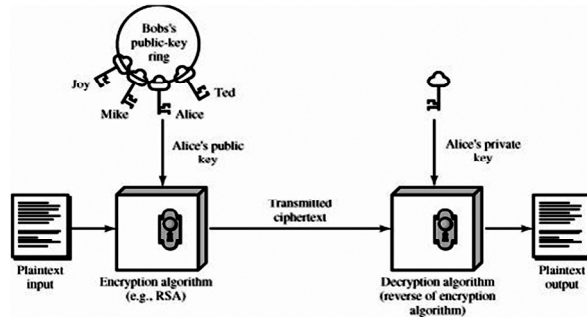 Bobs's
public-key
ring
Joy
Ted
Mike
Alice
Alice's public
key
Alice's private
key
Transmitted
ciphertext
Plaintext
input
Encryption algorithm
(e.g., RSA)
Decryption algorithm
(reverse of encryption
algorithm)
Plaintext
output